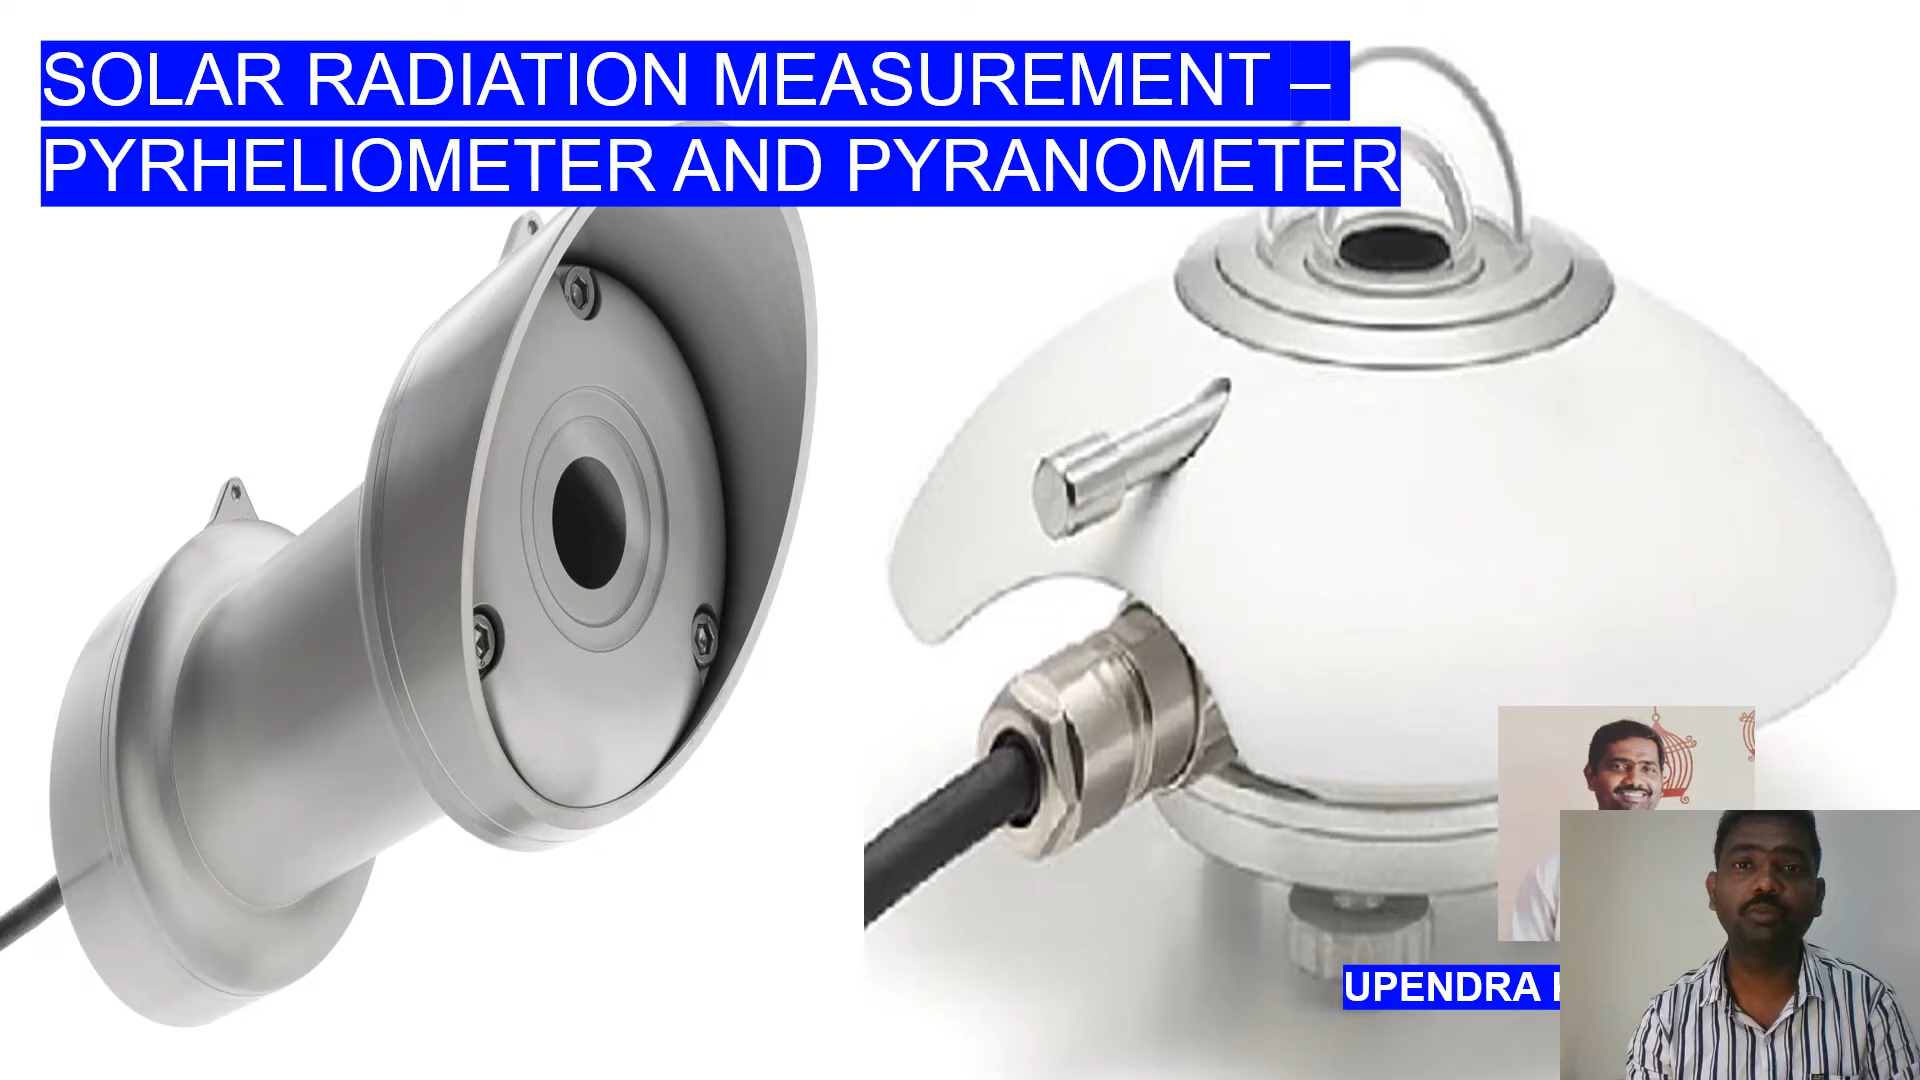 SOLAR RADIATION MEASUREMENT –
PYRHELIOMETER AND PYRANOMETER
UPENDRA